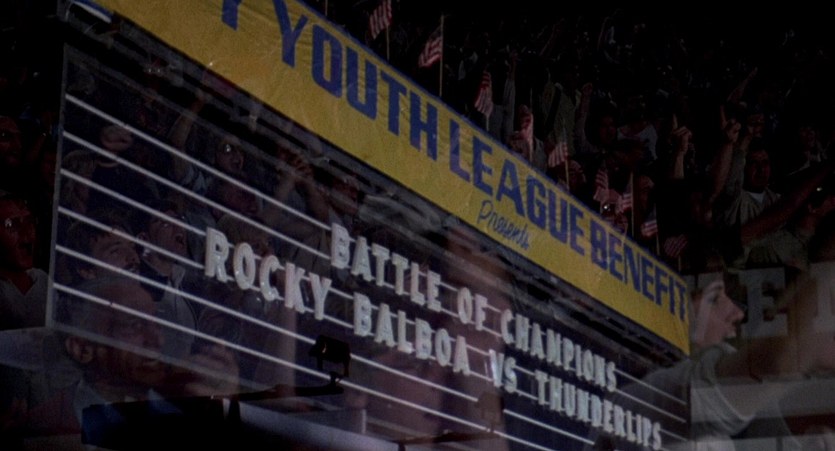 Y YOUTH LEAGUE BENEFIT
Presents
BATTLE OF CHAMPIONS
ROCKY BALBOA VS THUNDERLIPS